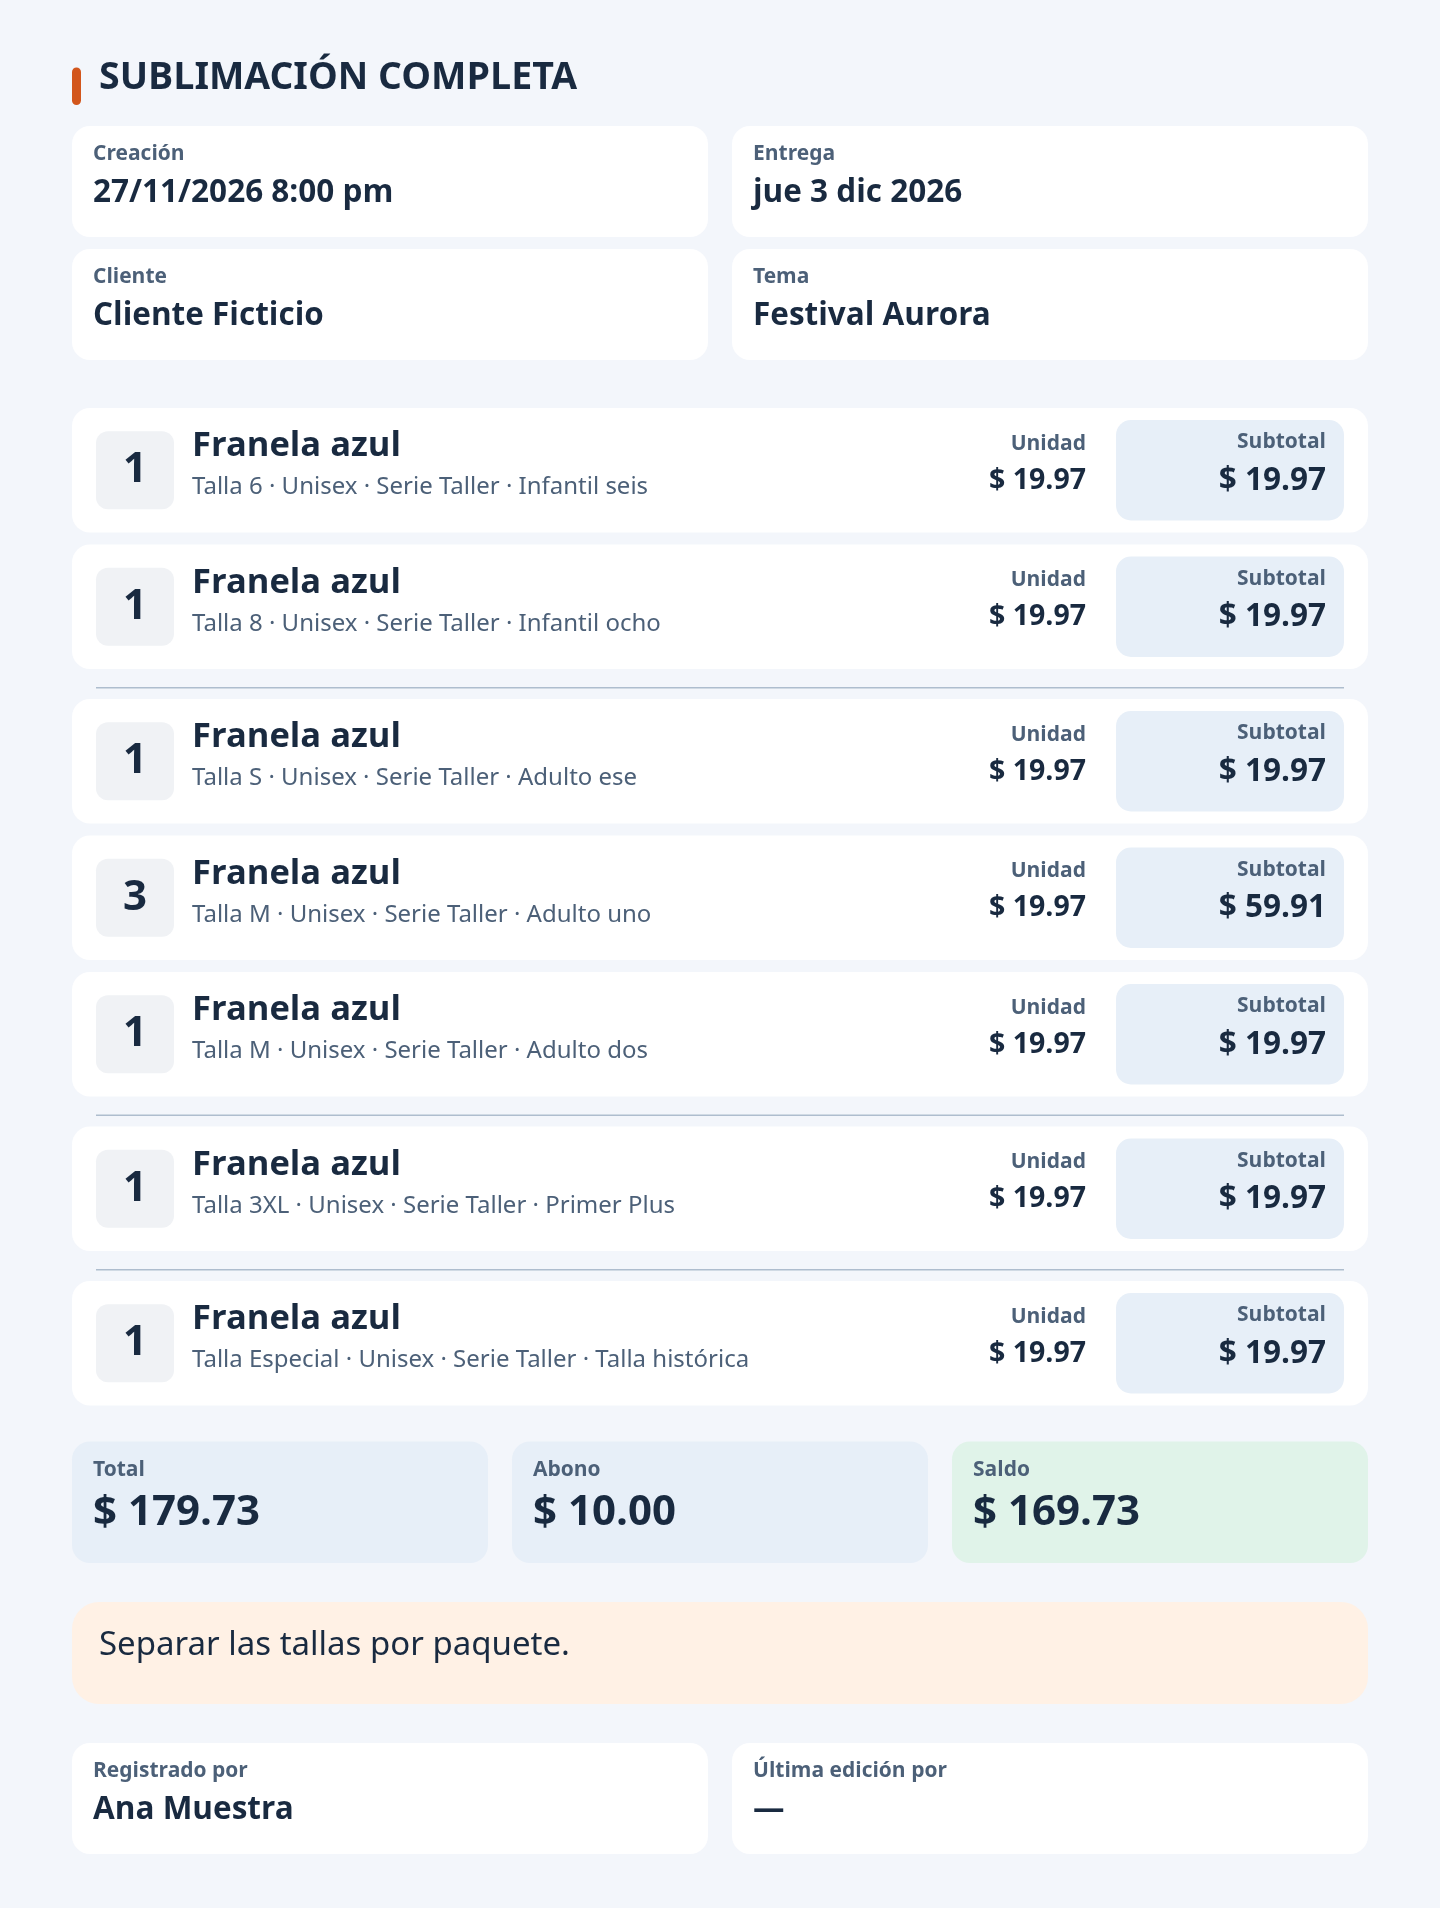 SUBLIMACIÓN COMPLETA
Creación
27/11/2026 8:00 pm
Entrega
jue 3 dic 2026
Cliente
Cliente Ficticio
Tema
Festival Aurora
1
Franela azul
Talla 6 · Unisex · Serie Taller · Infantil seis
Unidad
$ 19.97
Subtotal
$ 19.97
1
Franela azul
Talla 8 · Unisex · Serie Taller · Infantil ocho
Unidad
$ 19.97
Subtotal
$ 19.97
1
Franela azul
Talla S · Unisex · Serie Taller · Adulto ese
Unidad
$ 19.97
Subtotal
$ 19.97
3
Franela azul
Talla M · Unisex · Serie Taller · Adulto uno
Unidad
$ 19.97
Subtotal
$ 59.91
1
Franela azul
Talla M · Unisex · Serie Taller · Adulto dos
Unidad
$ 19.97
Subtotal
$ 19.97
1
Franela azul
Talla 3XL · Unisex · Serie Taller · Primer Plus
Unidad
$ 19.97
Subtotal
$ 19.97
1
Franela azul
Talla Especial · Unisex · Serie Taller · Talla histórica
Unidad
$ 19.97
Subtotal
$ 19.97
Total
$ 179.73
Abono
$ 10.00
Saldo
$ 169.73
Separar las tallas por paquete.
Registrado por
Ana Muestra
Última edición por
—